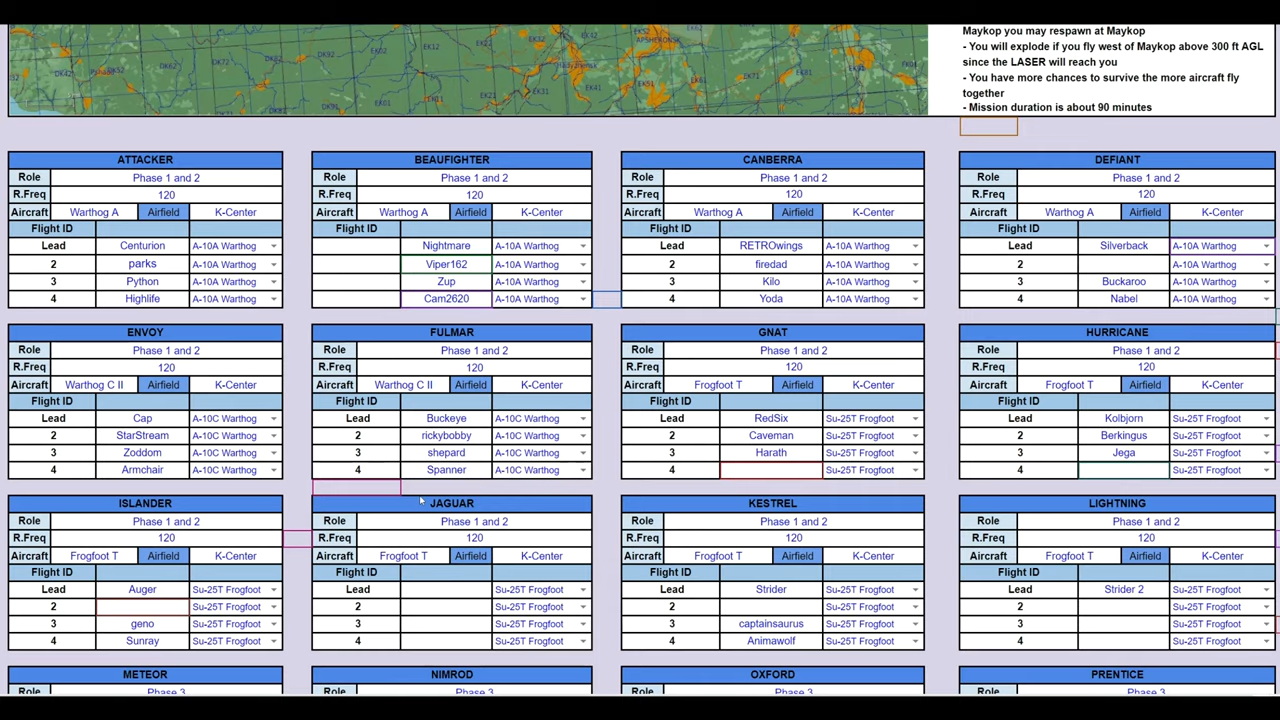 Maykop you may respawn at Maykop
- You will explode if you fly west of Maykop above 300 ft AGL
since the LASER will reach you
- You have more chances to survive the more aircraft fly
together
- Mission duration is about 90 minutes
ATTACKER BEAUFIGHTER CANBERRA DEFIANT
Role Phase 1 and 2 Role Phase 1 and 2 Role Phase 1 and 2 Role Phase 1 and 2
R.Freq 120 R.Freq 120 R.Freq 120 R.Freq 120
Aircraft Warthog A Airfield K-Center Aircraft Warthog A Airfield K-Center Aircraft Warthog A Airfield K-Center Aircraft Warthog A Airfield K-Center
Flight ID Flight ID Flight ID Flight ID
Lead Centurion A-10A Warthog Nightmare A-10A Warthog Lead RETROwings A-10A Warthog Lead Silverback A-10A Warthog
2 parks A-10A Warthog Viper162 A-10A Warthog 2 firedad A-10A Warthog 2 A-10A Warthog
3 Python A-10A Warthog Zup A-10A Warthog 3 Kilo A-10A Warthog 3 Buckaroo A-10A Warthog
4 Highlife A-10A Warthog Cam2620 A-10A Warthog 4 Yoda A-10A Warthog 4 Nabel A-10A Warthog
ENVOY FULMAR GNAT HURRICANE
Role Phase 1 and 2 Role Phase 1 and 2 Role Phase 1 and 2 Role Phase 1 and 2
R.Freq 120 R.Freq 120 R.Freq 120 R.Freq 120
Aircraft Warthog C II Airfield K-Center Aircraft Warthog C II Airfield K-Center Aircraft Frogfoot T Airfield K-Center Aircraft Frogfoot T Airfield K-Center
Flight ID Flight ID Flight ID Flight ID
Lead Cap A-10C Warthog Lead Buckeye A-10C Warthog Lead RedSix Su-25T Frogfoot Lead Kolbjorn Su-25T Frogfoot
2 StarStream A-10C Warthog 2 rickybobby A-10C Warthog 2 Caveman Su-25T Frogfoot 2 Berkingus Su-25T Frogfoot
3 Zoddom A-10C Warthog 3 shepard A-10C Warthog 3 Harath Su-25T Frogfoot 3 Jega Su-25T Frogfoot
4 Armchair A-10C Warthog 4 Spanner A-10C Warthog 4 Su-25T Frogfoot 4 Su-25T Frogfoot
ISLANDER JAGUAR KESTREL LIGHTNING
Role Phase 1 and 2 Role Phase 1 and 2 Role Phase 1 and 2 Role Phase 1 and 2
R.Freq 120 R.Freq 120 R.Freq 120 R.Freq 120
Aircraft Frogfoot T Airfield K-Center Aircraft Frogfoot T Airfield K-Center Aircraft Frogfoot T Airfield K-Center Aircraft Frogfoot T Airfield K-Center
Flight ID Flight ID Flight ID Flight ID
Lead Auger Su-25T Frogfoot Lead Su-25T Frogfoot Lead Strider Su-25T Frogfoot Lead Strider 2 Su-25T Frogfoot
2 Su-25T Frogfoot 2 Su-25T Frogfoot 2 Su-25T Frogfoot 2 Su-25T Frogfoot
3 geno Su-25T Frogfoot 3 Su-25T Frogfoot 3 captainsaurus Su-25T Frogfoot 3 Su-25T Frogfoot
4 Sunray Su-25T Frogfoot 4 Su-25T Frogfoot 4 Animawolf Su-25T Frogfoot 4 Su-25T Frogfoot
METEOR NIMROD OXFORD PRENTICE
Role Phase 3 Role Phase 3 Role Phase 3 Role Phase 3